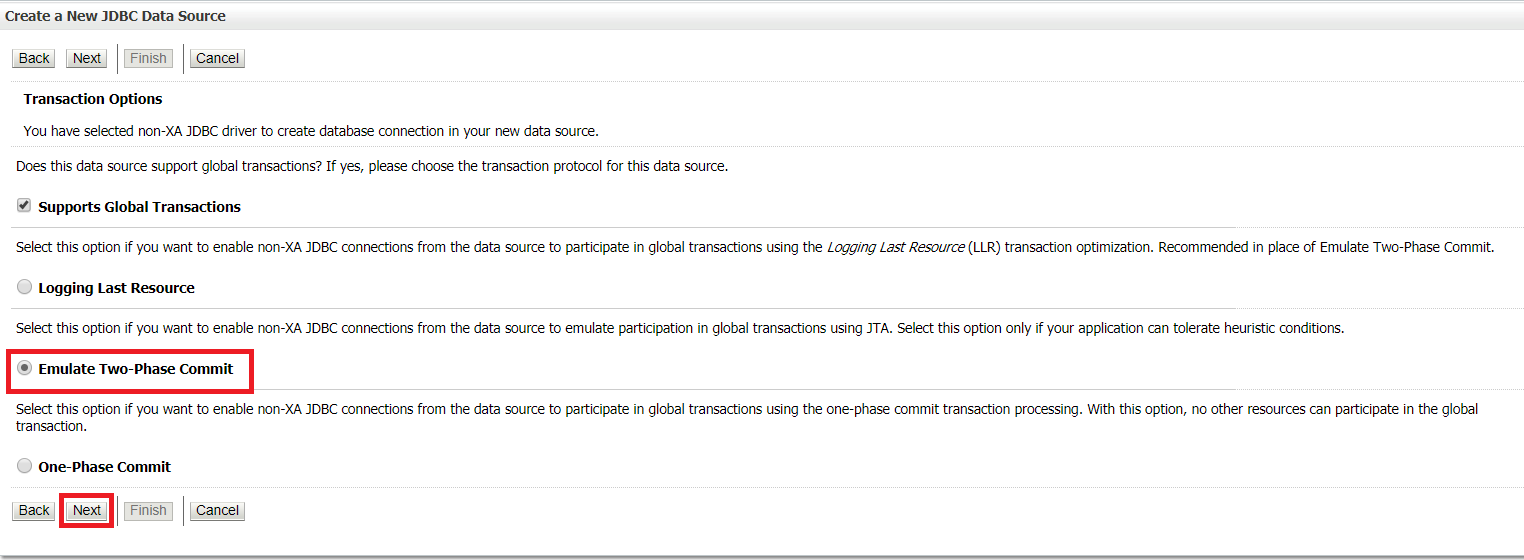 Create a New JDBC Data Source
Back Next Finish Cancel
Transaction Options
You have selected non-XA JDBC driver to create database connection in your new data source.
Does this data source support global transactions? If yes, please choose the transaction protocol for this data source.
Supports Global Transactions
Select this option if you want to enable non-XA JDBC connections from the data source to participate in global transactions using the Logging Last Resource (LLR) transaction optimization. Recommended in place of Emulate Two-Phase Commit.
Logging Last Resource
Select this option if you want to enable non-XA JDBC connections from the data source to emulate participation in global transactions using JTA. Select this option only if your application can tolerate heuristic conditions.
Emulate Two-Phase Commit
Select this option if you want to enable non-XA JDBC connections from the data source to participate in global transactions using the one-phase commit transaction processing. With this option, no other resources can participate in the global
transaction.
One-Phase Commit
Back Next Finish Cancel